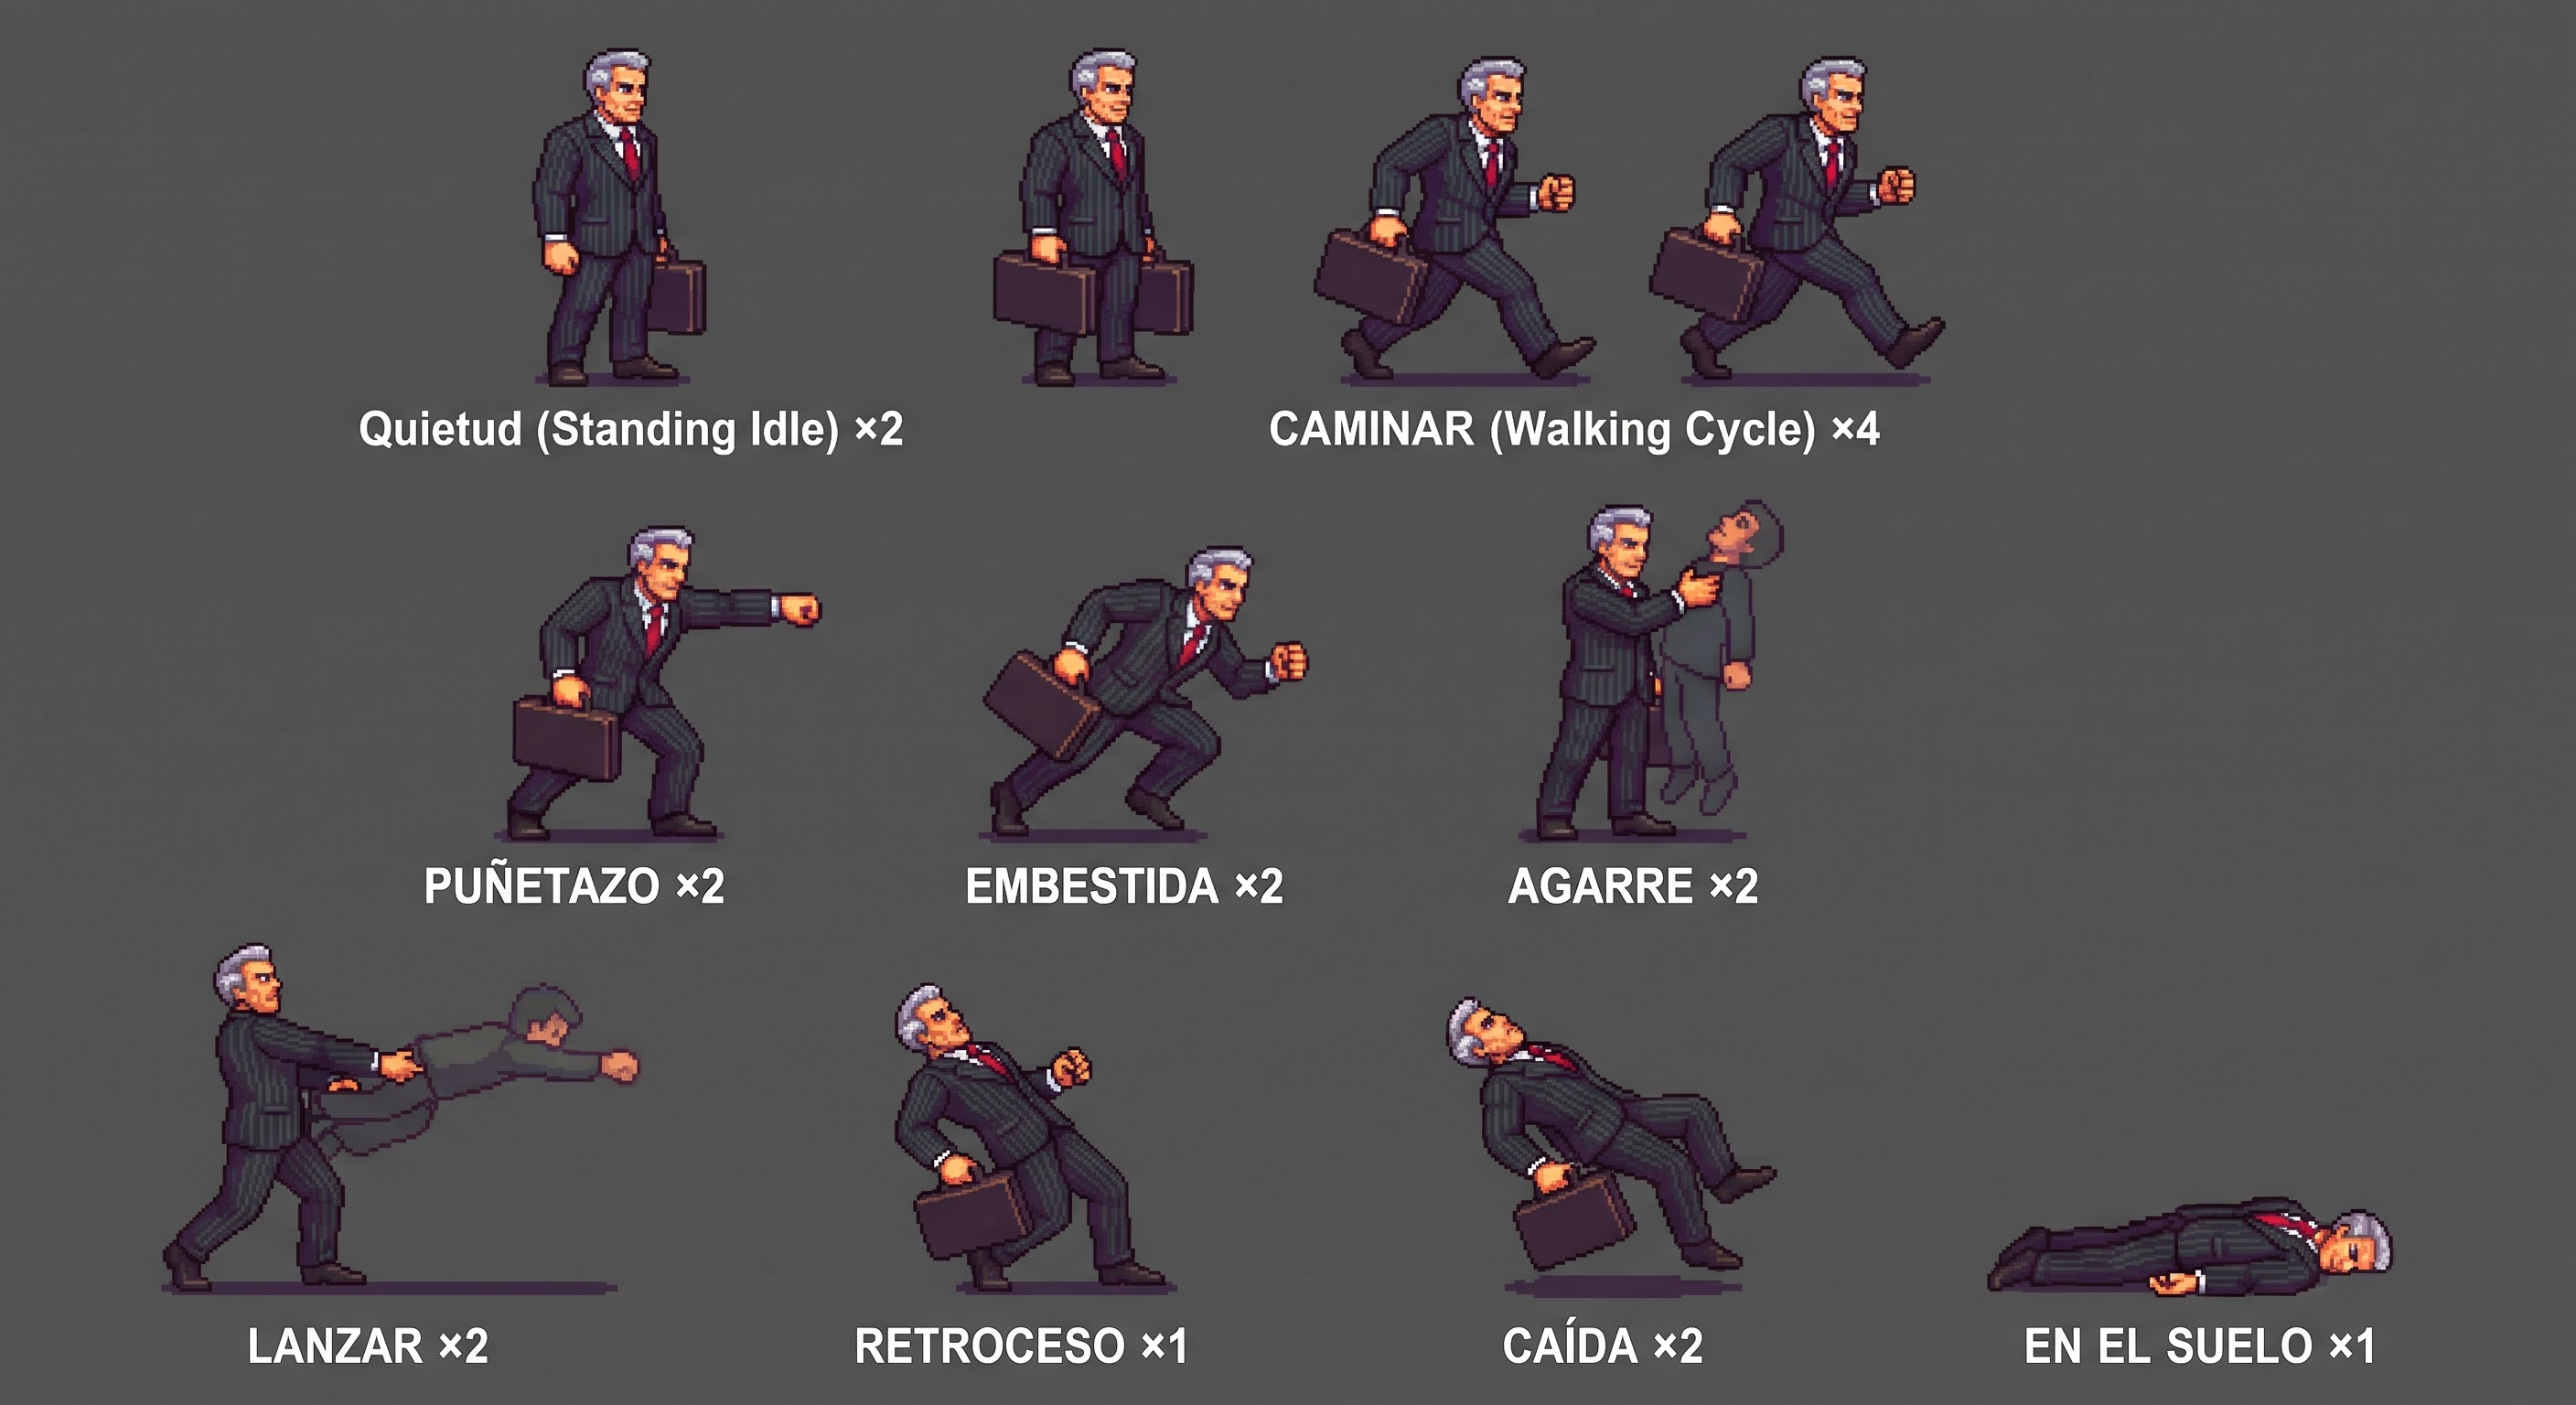 Quietud (Standing Idle) ×2
CAMINAR (Walking Cycle) ×4
PUÑETAZO ×2
EMBESTIDA ×2
AGARRE ×2
LANZAR ×2
RETROCESO ×1
CAÍDA ×2
EN EL SUELO ×1